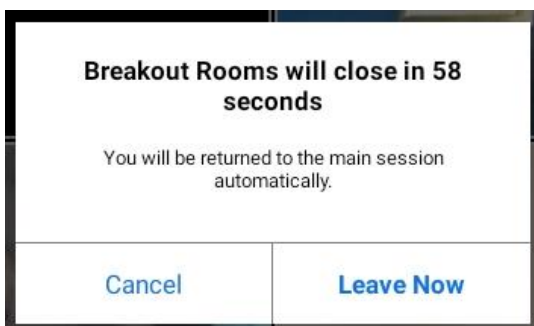 Breakout Rooms will close in 58
seconds
You will be returned to the main session
automatically.
Cancel
Leave Now